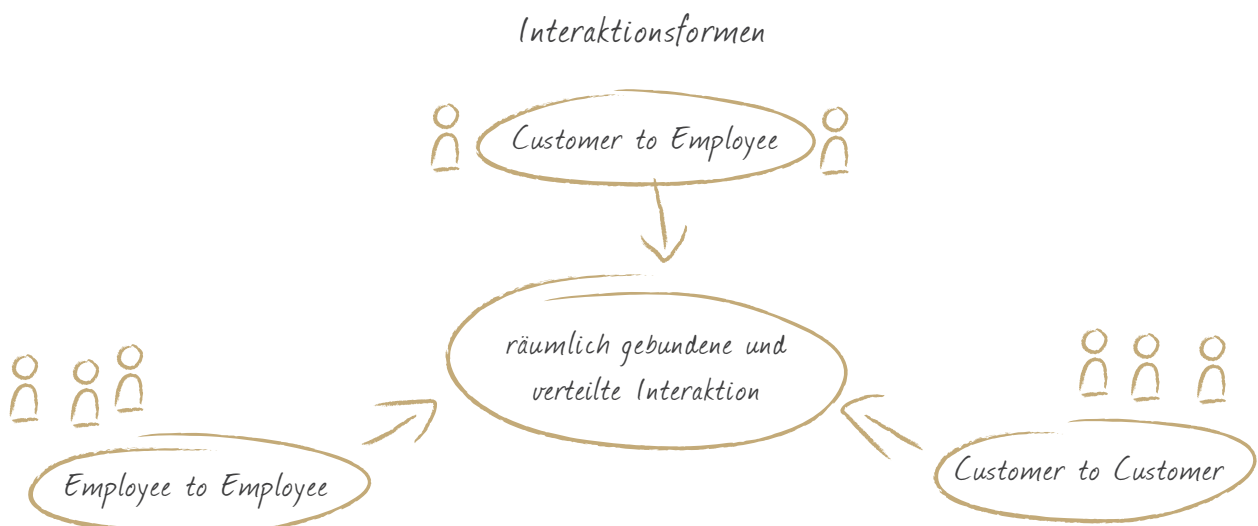 Interaktionsformen
Customer to Employee
räumlich gebundene und
verteilte Interaktion
Employee to Employee
Customer to Customer